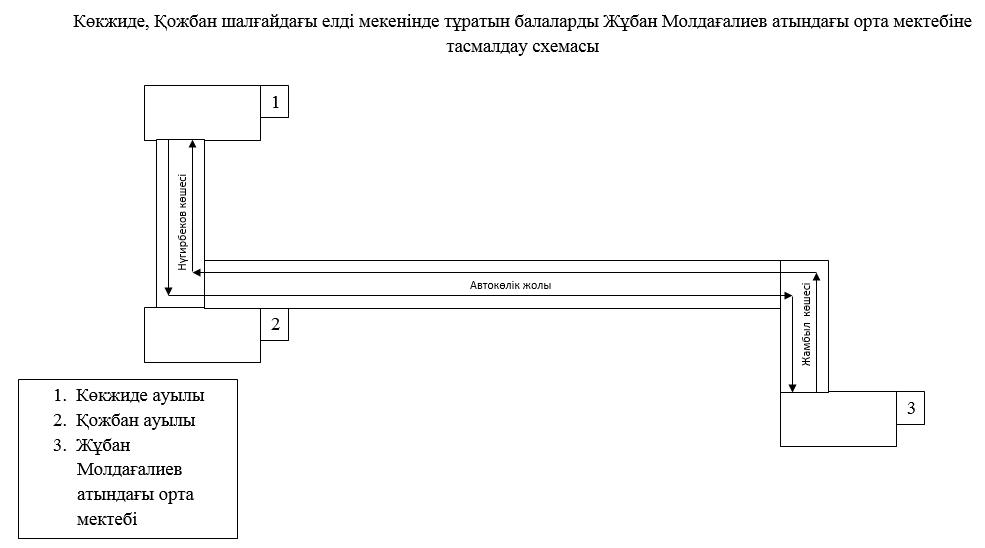 Көкжиде, Қожбан шалғайдағы елді мекенінде тұратын балаларды Жұбан Молдағалиев атындағы орта мектебіне
тасмалдау схемасы
1
Нүгирбеков көшесі
Автокөлік жолы
Жамбыл көшесі
2
3
1. Көкжиде ауылы
2. Қожбан ауылы
3. Жұбан
Молдағалиев
атындағы орта
мектебі